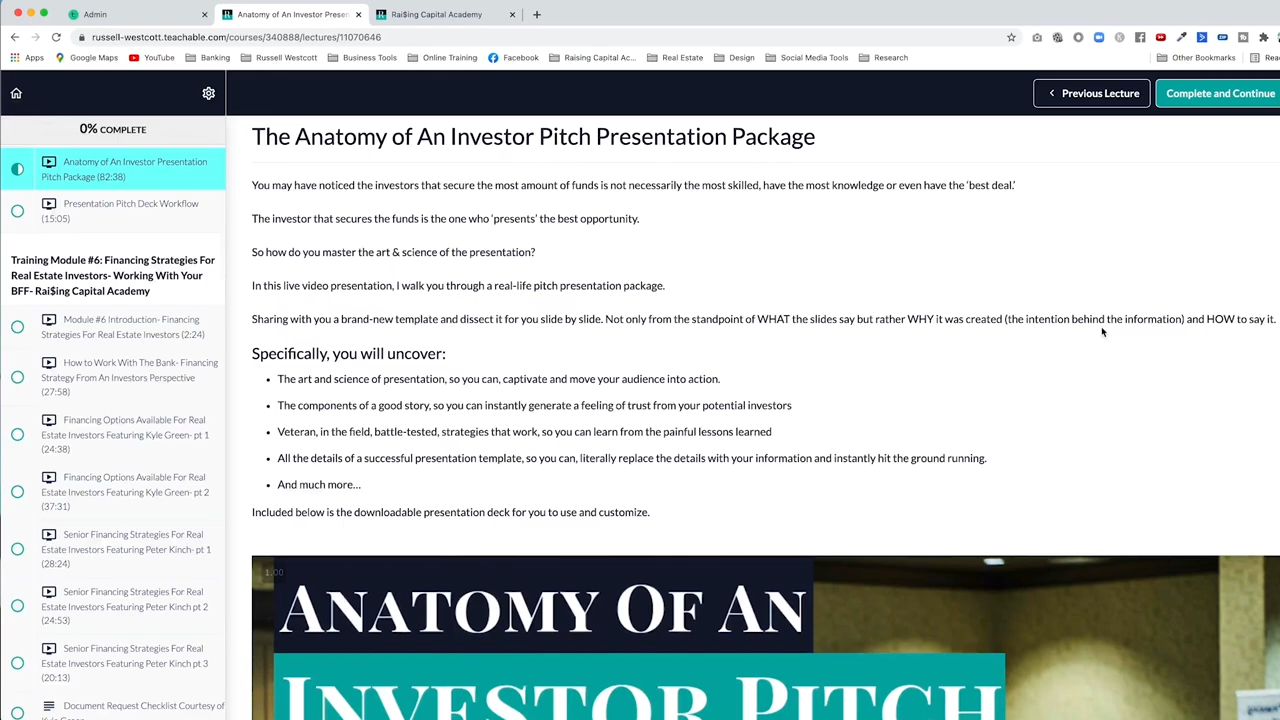 Admin
Anatomy of An Investor Presen
Rai$ing Capital Academy
russell-westcott.teachable.com/courses/340888/lectures/11070646
Apps
Google Maps
YouTube
Banking
Russell Westcott
Business Tools
Online Training
Facebook
Raising Capital Ac...
Real Estate
Design
Social Media Tools
Research
Other Bookmarks
Rea
Previous Lecture
Complete and Continue
0% COMPLETE
Anatomy of An Investor Presentation
Pitch Package (82:38)
Presentation Pitch Deck Workflow
(15:05)
Training Module #6: Financing Strategies For
Real Estate Investors- Working With Your
BFF- Rai$ing Capital Academy
Module #6 Introduction- Financing
Strategies For Real Estate Investors (2:24)
How to Work With The Bank- Financing
Strategy From An Investors Perspective
(27:58)
Financing Options Available For Real
Estate Investors Featuring Kyle Green- pt 1
(24:38)
Financing Options Available For Real
Estate Investors Featuring Kyle Green- pt 2
(37:31)
Senior Financing Strategies For Real
Estate Investors Featuring Peter Kinch- pt 1
(28:24)
Senior Financing Strategies For Real
Estate Investors Featuring Peter Kinch pt 2
(24:53)
Senior Financing Strategies For Real
Estate Investors Featuring Peter Kinch pt 3
(20:13)
Document Request Checklist Courtesy of
The Anatomy of An Investor Pitch Presentation Package
You may have noticed the investors that secure the most amount of funds is not necessarily the most skilled, have the most knowledge or even have the ‘best deal.’
The investor that secures the funds is the one who ‘presents’ the best opportunity.
So how do you master the art & science of the presentation?
In this live video presentation, I walk you through a real-life pitch presentation package.
Sharing with you a brand-new template and dissect it for you slide by slide. Not only from the standpoint of WHAT the slides say but rather WHY it was created (the intention behind the information) and HOW to say it.
Specifically, you will uncover:
The art and science of presentation, so you can, captivate and move your audience into action.
The components of a good story, so you can instantly generate a feeling of trust from your potential investors
Veteran, in the field, battle-tested, strategies that work, so you can learn from the painful lessons learned
All the details of a successful presentation template, so you can, literally replace the details with your information and instantly hit the ground running.
And much more...
Included below is the downloadable presentation deck for you to use and customize.
1.00
ANATOMY OF AN
INVESTOR PITCH